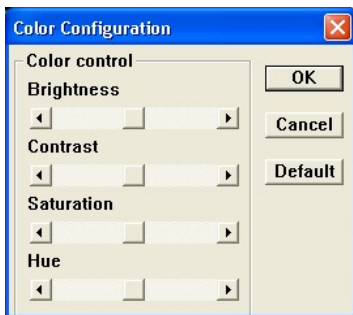 Color Configuration
Color control
Brightness
Contrast
Saturation
Hue
OK
Cancel
Default